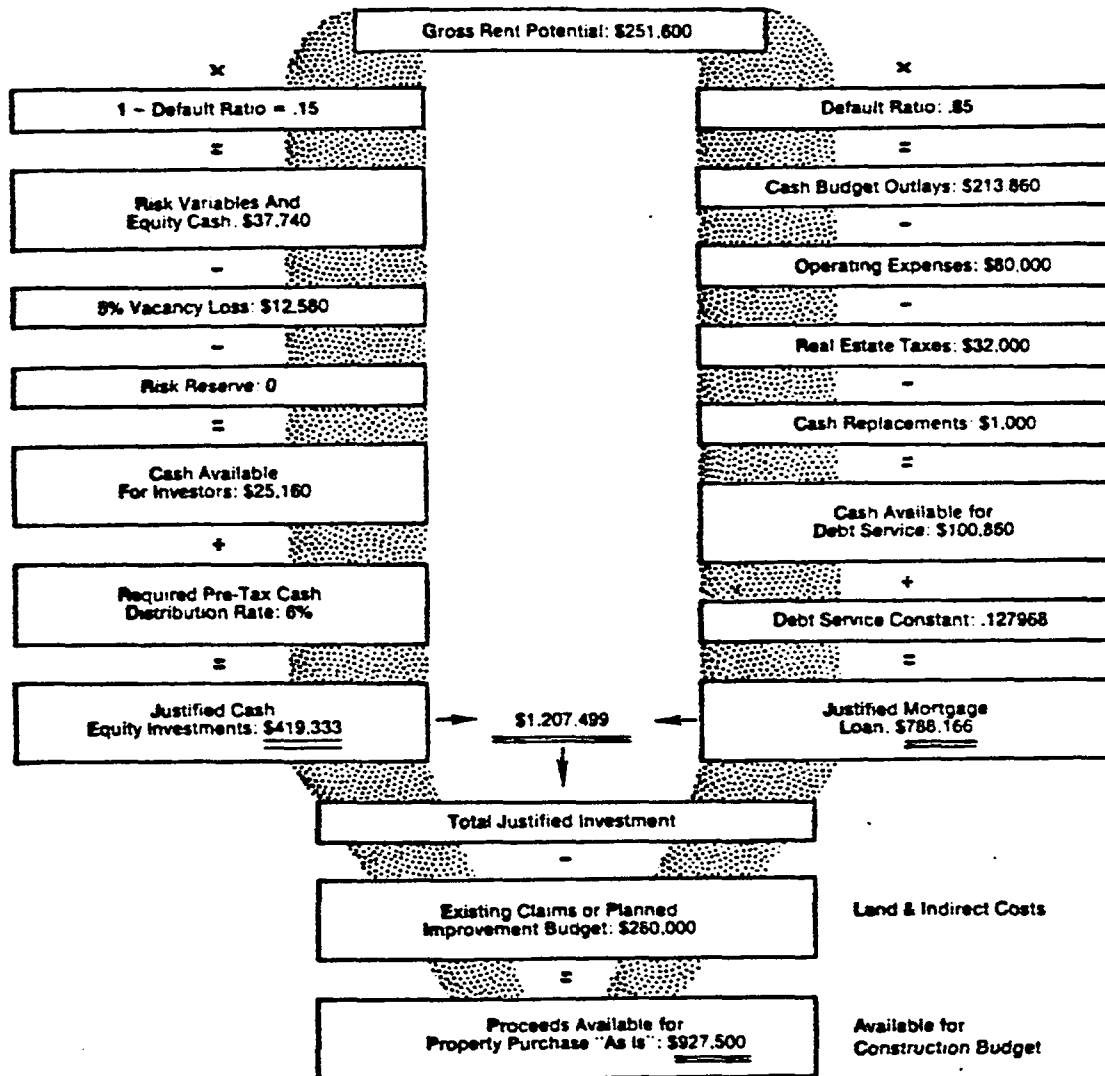 Gross Rent Potential: $251,600
×
1 – Default Ratio = .15
=
Risk Variables And
Equity Cash. $37,740
-
5% Vacancy Loss: $12,580
-
Risk Reserve: 0
=
Cash Available
For Investors: $25,160
+
Required Pre-Tax Cash
Distribution Rate: 6%
=
Justified Cash
Equity Investments: $419,333
×
Default Ratio: .85
=
Cash Budget Outlays: $213,860
-
Operating Expenses: $80,000
-
Real Estate Taxes: $32,000
-
Cash Replacements: $1,000
=
Cash Available for
Debt Service: $100,860
+
Debt Service Constant: .127968
=
Justified Mortgage
Loan. $788,166
$1,207,499
Total Justified Investment
-
Existing Claims or Planned
Improvement Budget: $280,000
Land & Indirect Costs
=
Proceeds Available for
Property Purchase "As Is": $927,500
Available for
Construction Budget